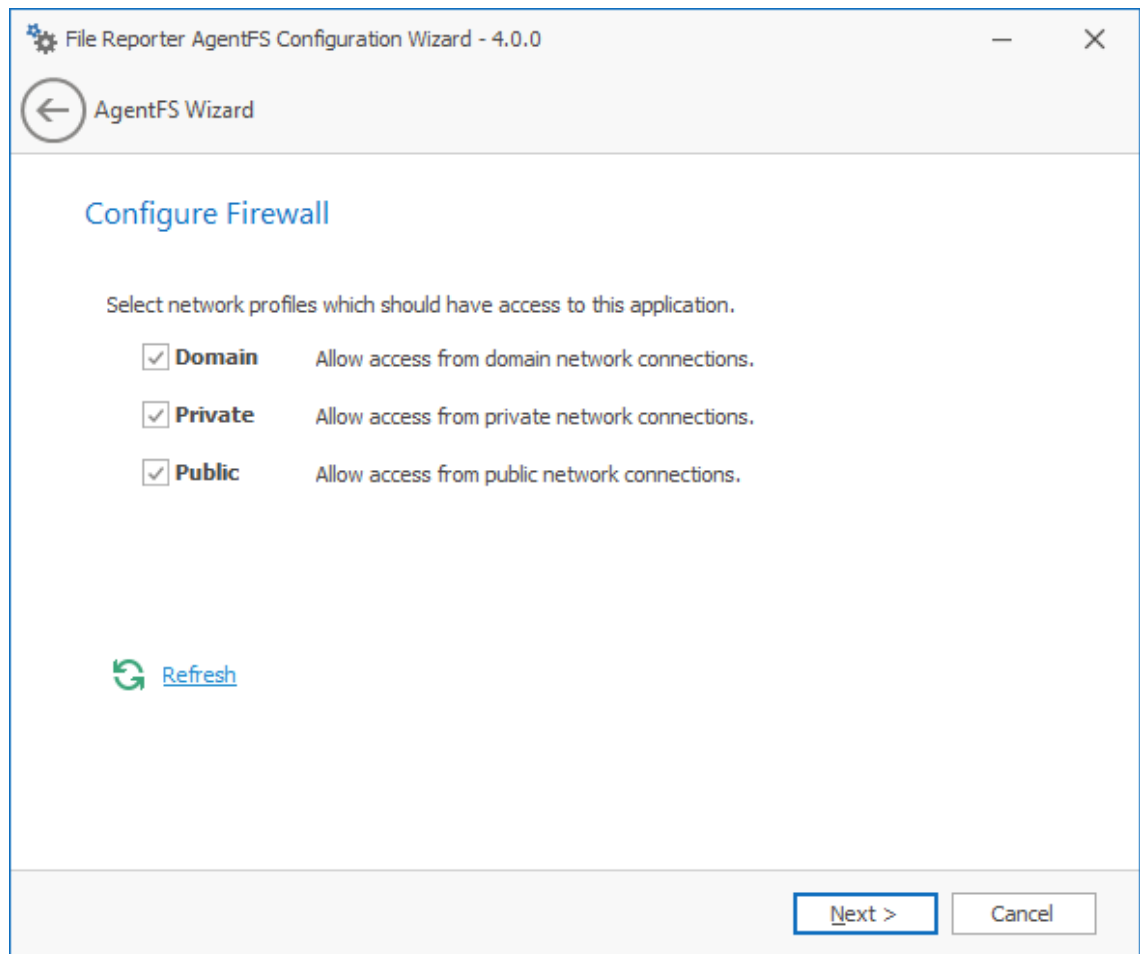 File Reporter AgentFS Configuration Wizard - 4.0.0
AgentFS Wizard
Configure Firewall
Select network profiles which should have access to this application.
Domain Allow access from domain network connections.
Private Allow access from private network connections.
Public Allow access from public network connections.
Refresh
Next > Cancel